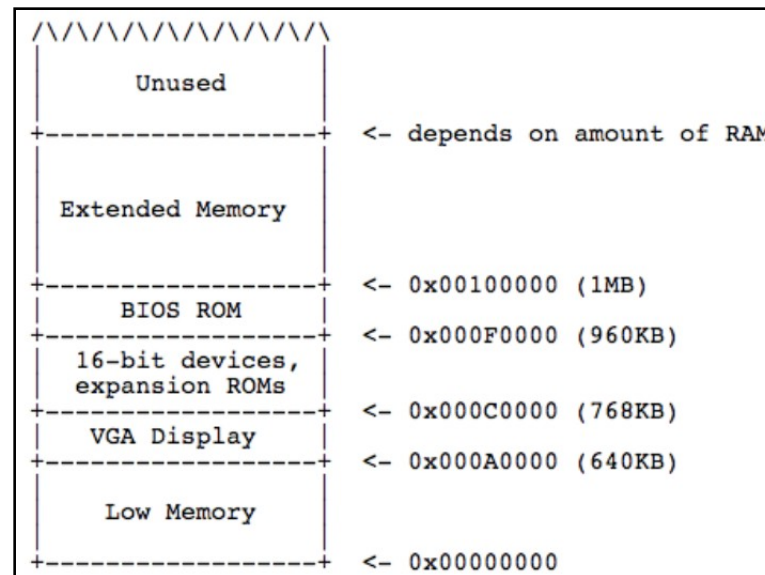 /\/\/\/\/\/\/\/\/\/\
Unused
+------------------+ <- depends on amount of RAM
Extended Memory
+------------------+ <- 0x00100000 (1MB)
| BIOS ROM |
+------------------+ <- 0x000F0000 (960KB)
| 16-bit devices, |
| expansion ROMs |
+------------------+ <- 0x000C0000 (768KB)
| VGA Display |
+------------------+ <- 0x000A0000 (640KB)
Low Memory
+------------------+ <- 0x00000000